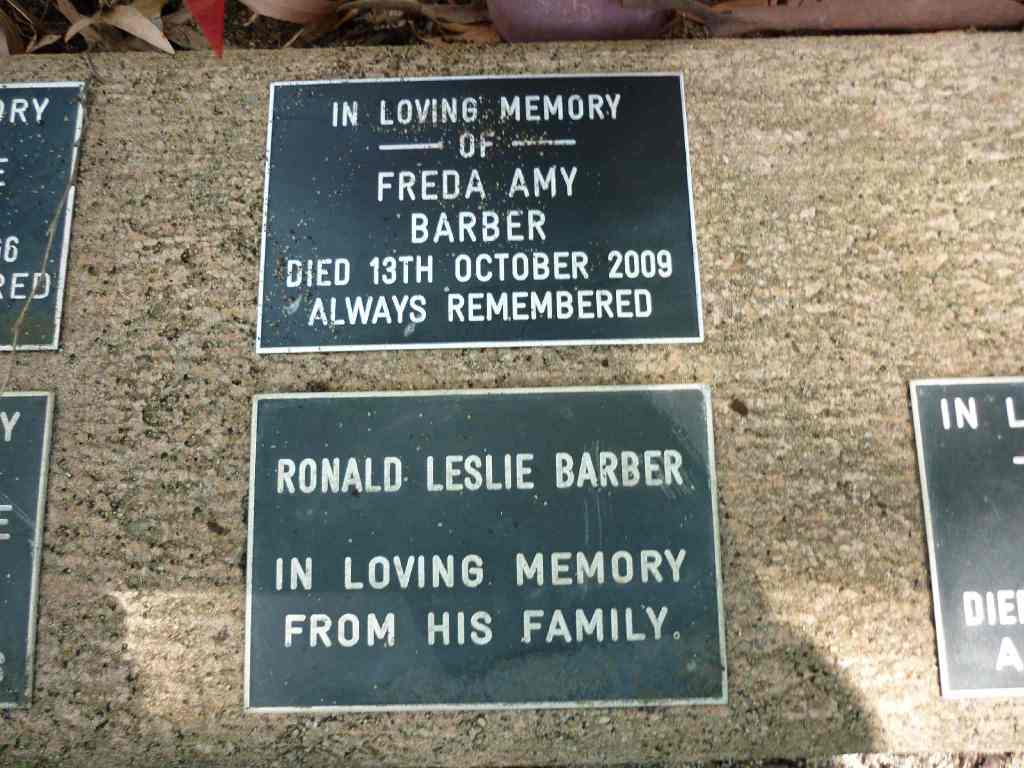 IN LOVING MEMORY
OF
FREDA AMY
BARBER
DIED 13TH OCTOBER 2009
ALWAYS REMEMBERED
RONALD LESLIE BARBER
IN LOVING MEMORY
FROM HIS FAMILY.
IN